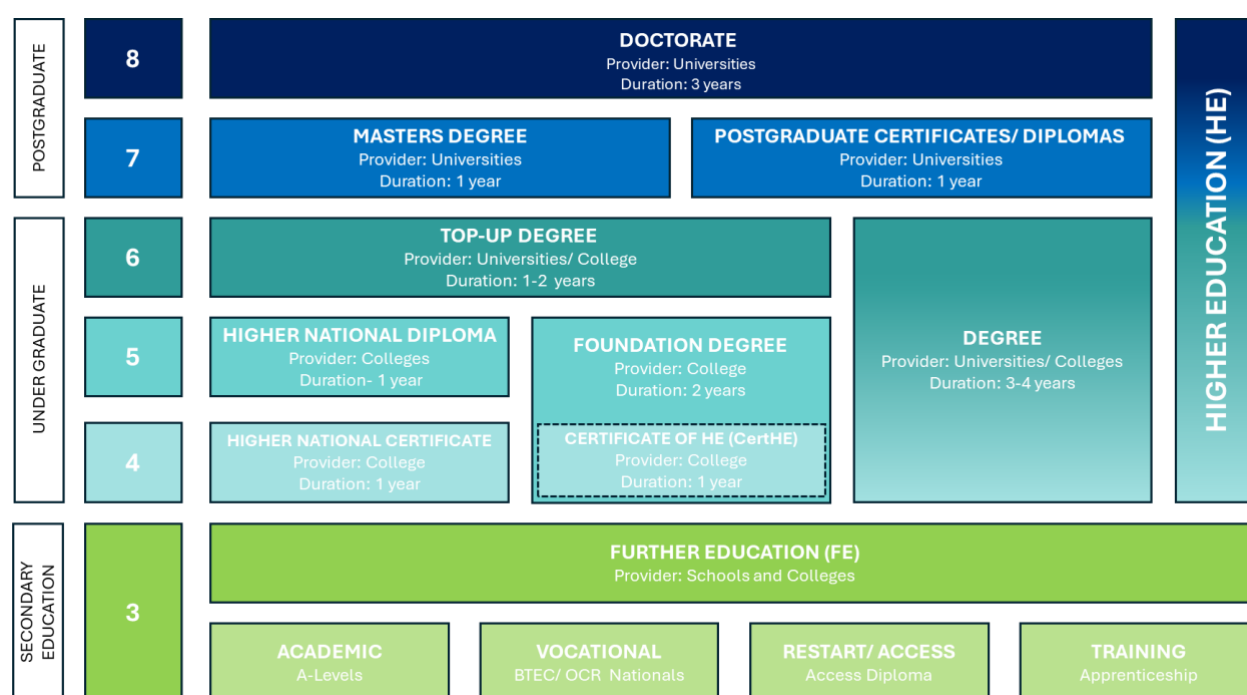 POSTGRADUATE
8
DOCTORATE
Provider: Universities
Duration: 3 years
7
MASTERS DEGREE
Provider: Universities
Duration: 1 year
POSTGRADUATE CERTIFICATES/ DIPLOMAS
Provider: Universities
Duration: 1 year
HIGHER EDUCATION (HE)
UNDER GRADUATE
6
TOP-UP DEGREE
Provider: Universities/ College
Duration: 1-2 years
DEGREE
Provider: Universities/ Colleges
Duration: 3-4 years
5
HIGHER NATIONAL DIPLOMA
Provider: Colleges
Duration- 1 year
FOUNDATION DEGREE
Provider: College
Duration: 2 years
4
HIGHER NATIONAL CERTIFICATE
Provider: College
Duration: 1 year
CERTIFICATE OF HE (CertHE)
Provider: College
Duration: 1 year
SECONDARY
EDUCATION
3
FURTHER EDUCATION (FE)
Provider: Schools and Colleges
ACADEMIC
A-Levels
VOCATIONAL
BTEC/ OCR Nationals
RESTART/ ACCESS
Access Diploma
TRAINING
Apprenticeship